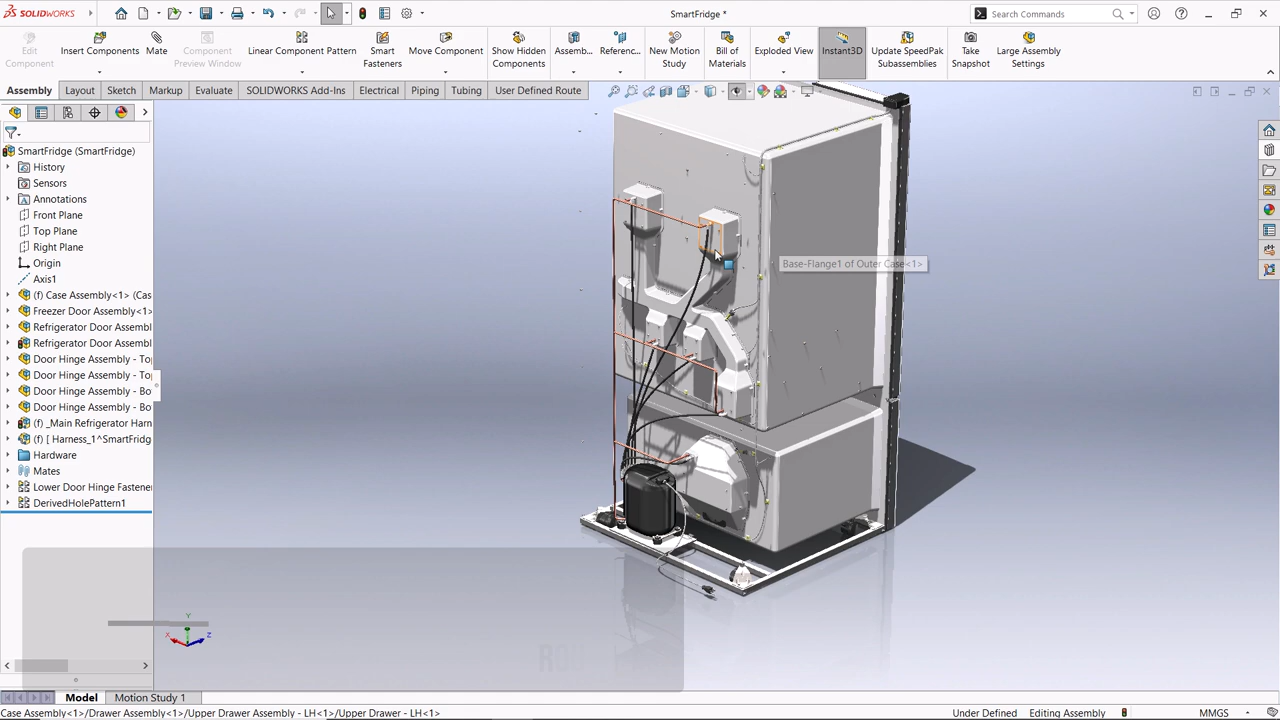 SOLIDWORKS
SmartFridge *
Search Commands
Edit Component
Insert Components
Mate
Component Preview Window
Linear Component Pattern
Smart Fasteners
Move Component
Show Hidden Components
Assemb...
Referenc...
New Motion Study
Bill of Materials
Exploded View
Instant3D
Update SpeedPak Subassemblies
Take Snapshot
Large Assembly Settings
Assembly
Layout
Sketch
Markup
Evaluate
SOLIDWORKS Add-Ins
Electrical
Piping
Tubing
User Defined Route
SmartFridge (SmartFridge)
History
Sensors
Annotations
Front Plane
Top Plane
Right Plane
Origin
Axis1
(f) Case Assembly<1> (Cas
Freezer Door Assembly<1
Refrigerator Door Assembl
Refrigerator Door Assembl
Door Hinge Assembly - To
Door Hinge Assembly - To
Door Hinge Assembly - Bo
Door Hinge Assembly - Bo
(f) _Main Refrigerator Harn
(f) [ Harness_1^SmartFridg
Hardware
Mates
Lower Door Hinge Fastene
DerivedHolePattern1
Base-Flange1 of Outer Case<1>
Y
X
Z
Model
Motion Study 1
Case Assembly<1>/Drawer Assembly<1>/Upper Drawer Assembly - LH<1>/Upper Drawer - LH<1>
Under Defined
Editing Assembly
MMGS